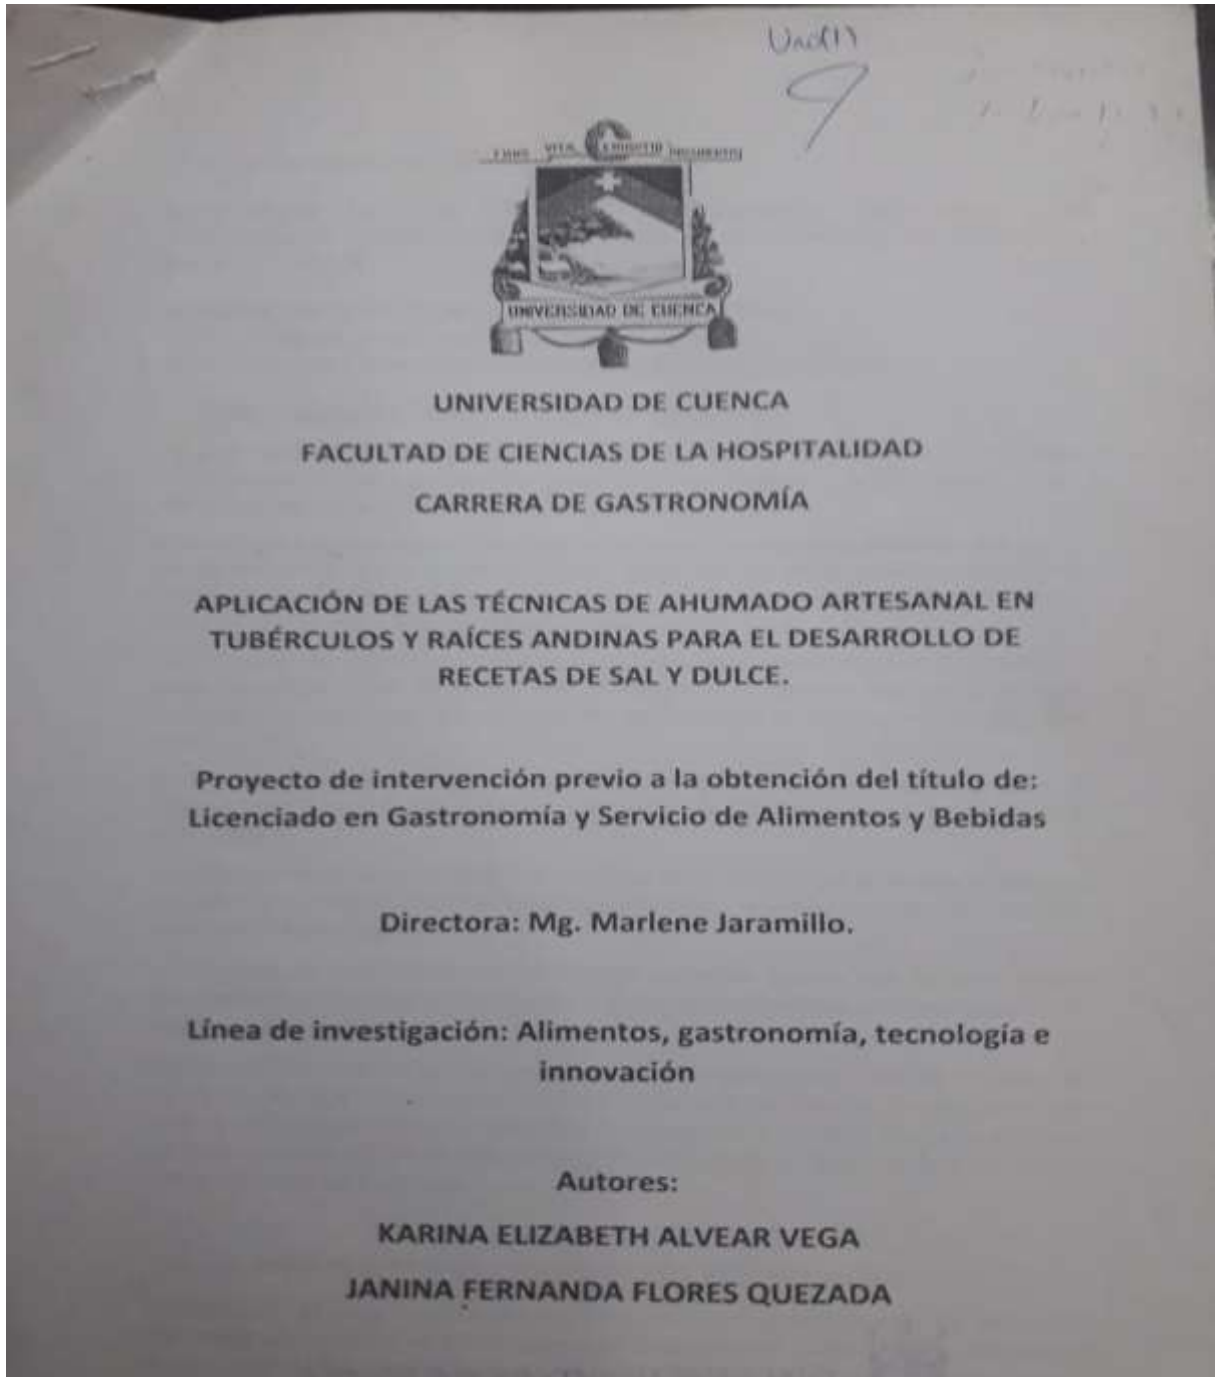 UNIVERSIDAD DE CUENCA
UNIVERSIDAD DE CUENCA
FACULTAD DE CIENCIAS DE LA HOSPITALIDAD
CARRERA DE GASTRONOMÍA
APLICACIÓN DE LAS TÉCNICAS DE AHUMADO ARTESANAL EN
TUBÉRCULOS Y RAÍCES ANDINAS PARA EL DESARROLLO DE
RECETAS DE SAL Y DULCE.
Proyecto de intervención previo a la obtención del título de:
Licenciado en Gastronomía y Servicio de Alimentos y Bebidas
Directora: Mg. Marlene Jaramillo.
Línea de investigación: Alimentos, gastronomía, tecnología e
innovación
Autores:
KARINA ELIZABETH ALVEAR VEGA
JANINA FERNANDA FLORES QUEZADA